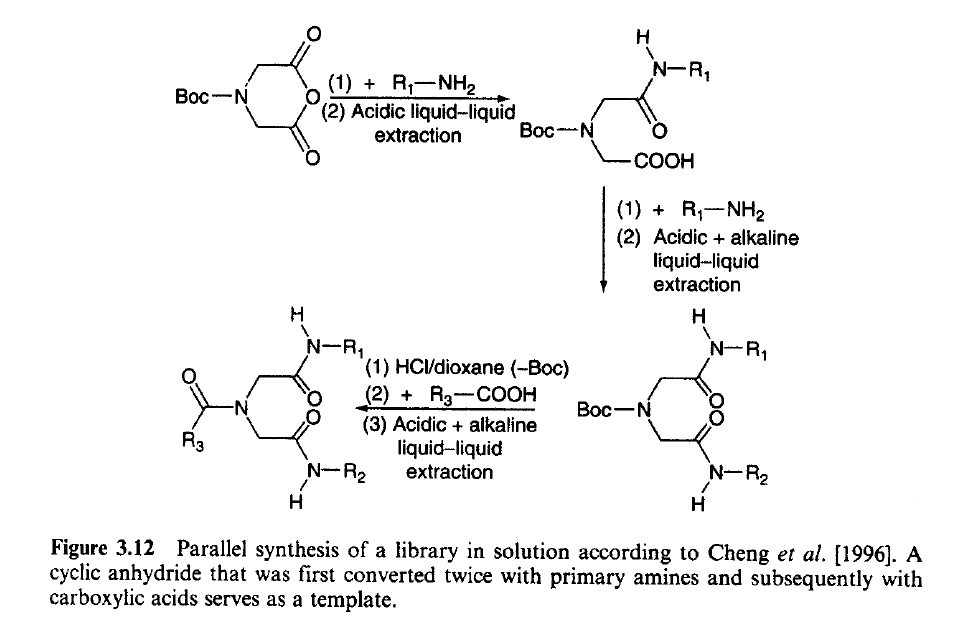 O
Boc—N
O
O
(1) + R₁—NH₂
(2) Acidic liquid–liquid
extraction
H
N—R₁
O
Boc—N
COOH
(1) + R₁—NH₂
(2) Acidic + alkaline
liquid–liquid
extraction
H
N—R₁
O
O
Boc—N
N—R₂
H
(1) HCl/dioxane (–Boc)
(2) + R₃—COOH
(3) Acidic + alkaline
liquid–liquid
extraction
H
N—R₁
O
O
N
O
R₃
N—R₂
H
Figure 3.12 Parallel synthesis of a library in solution according to Cheng et al. [1996]. A
cyclic anhydride that was first converted twice with primary amines and subsequently with
carboxylic acids serves as a template.